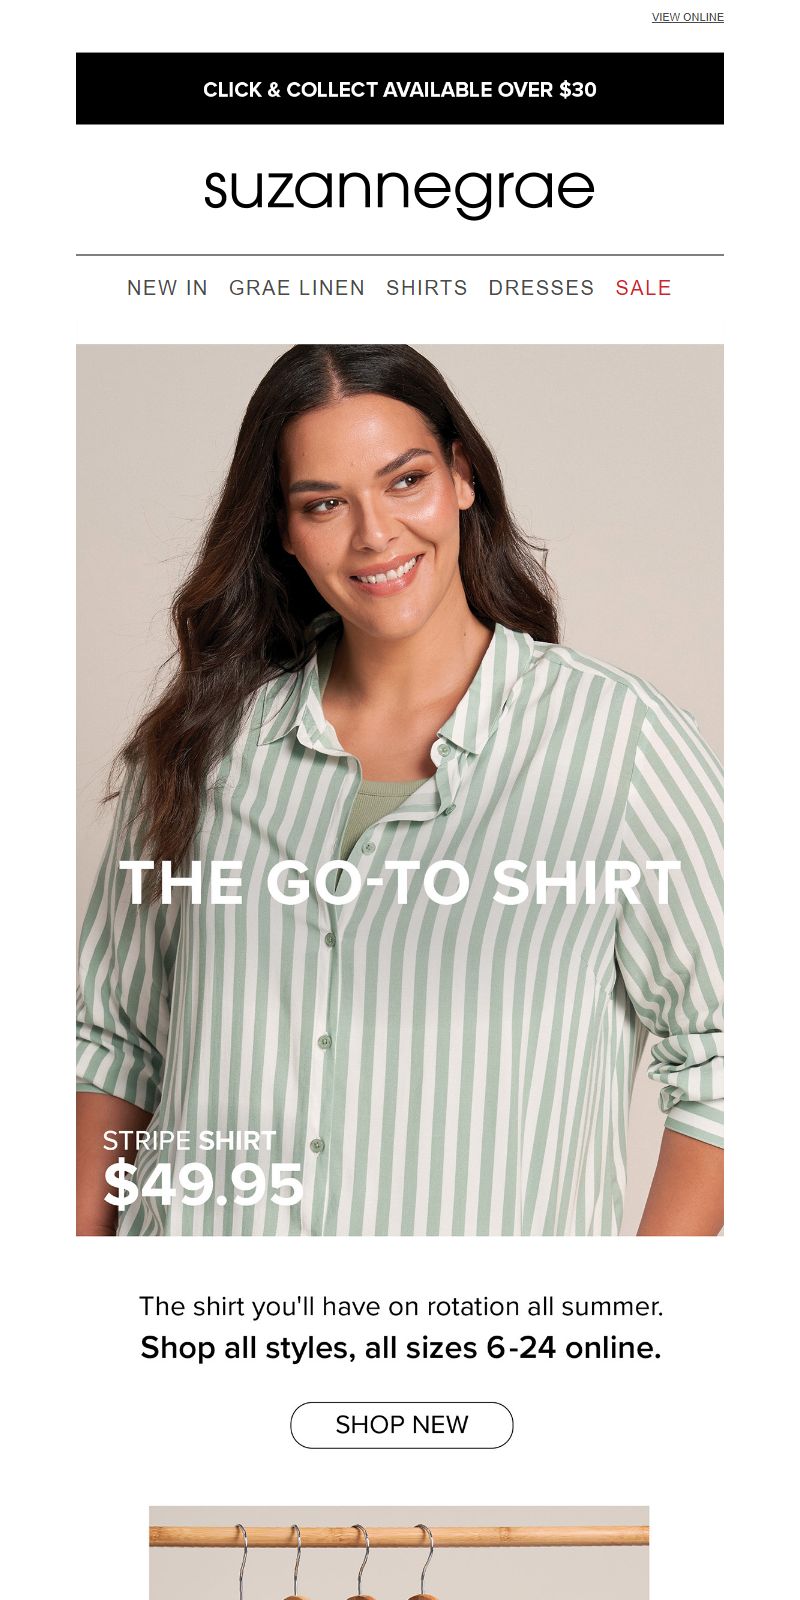 VIEW ONLINE
CLICK & COLLECT AVAILABLE OVER $30
suzannegrae
NEW IN GRAE LINEN SHIRTS DRESSES SALE
THE GO-TO SHIRT
STRIPE SHIRT
$49.95
The shirt you'll have on rotation all summer.
Shop all styles, all sizes 6-24 online.
SHOP NEW